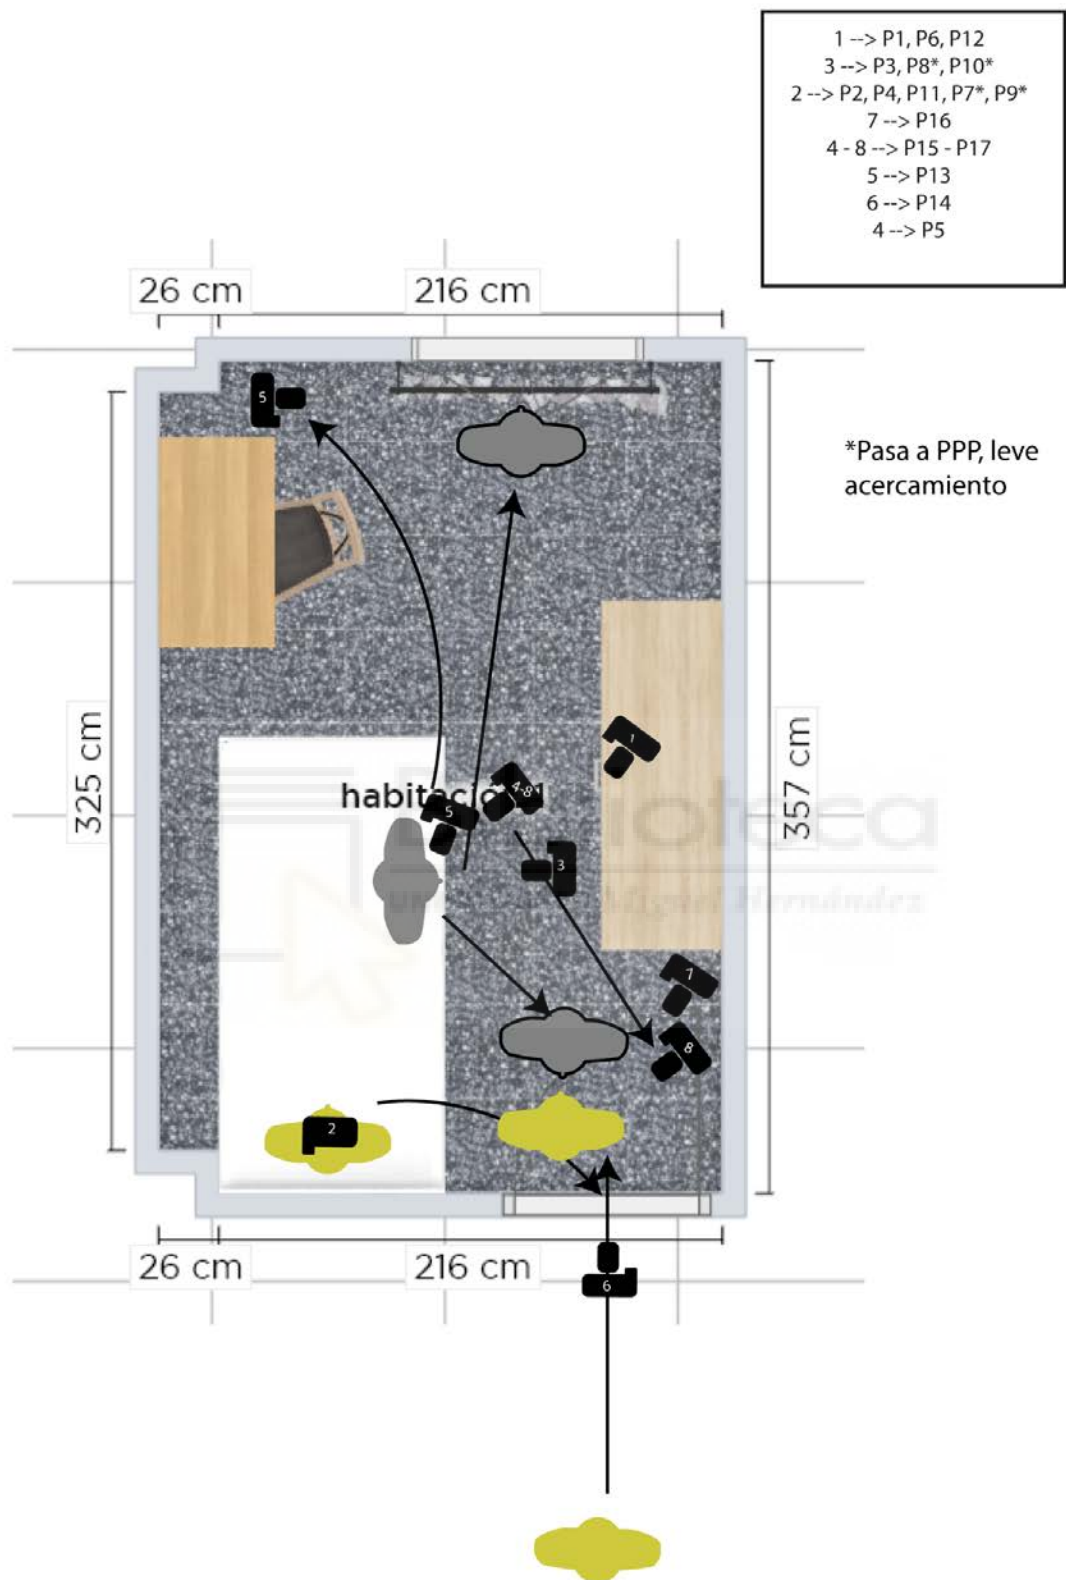 1 --> P1, P6, P12
3 --> P3, P8*, P10*
2 --> P2, P4, P11, P7*, P9*
7 --> P16
4 - 8 --> P15 - P17
5 --> P13
6 --> P14
4 --> P5
26 cm
216 cm
5
*Pasa a PPP, leve
acercamiento
325 cm
357 cm
1
4-8
5
3
Miguel Hernández
7
8
2
26 cm
216 cm
6